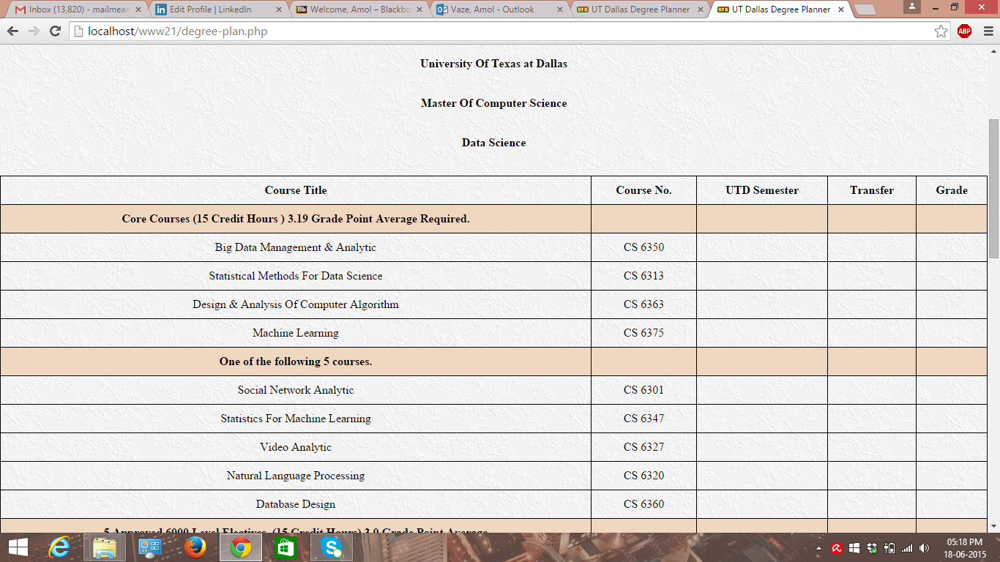 Inbox (13,820) - mailmean
Edit Profile | LinkedIn
Welcome, Amol – Blackbo
Vaze, Amol - Outlook
UT Dallas Degree Planner
UT Dallas Degree Planner
localhost/www21/degree-plan.php
ABP
University Of Texas at Dallas
Master Of Computer Science
Data Science
Course Title Course No. UTD Semester Transfer Grade
Core Courses (15 Credit Hours ) 3.19 Grade Point Average Required.
Big Data Management & Analytic CS 6350
Statistical Methods For Data Science CS 6313
Design & Analysis Of Computer Algorithm CS 6363
Machine Learning CS 6375
One of the following 5 courses.
Social Network Analytic CS 6301
Statistics For Machine Learning CS 6347
Video Analytic CS 6327
Natural Language Processing CS 6320
Database Design CS 6360
5 Approved 6000 Level Electives. (15 Credit Hours) 3.0 Grade Point Average
05:18 PM
18-06-2015